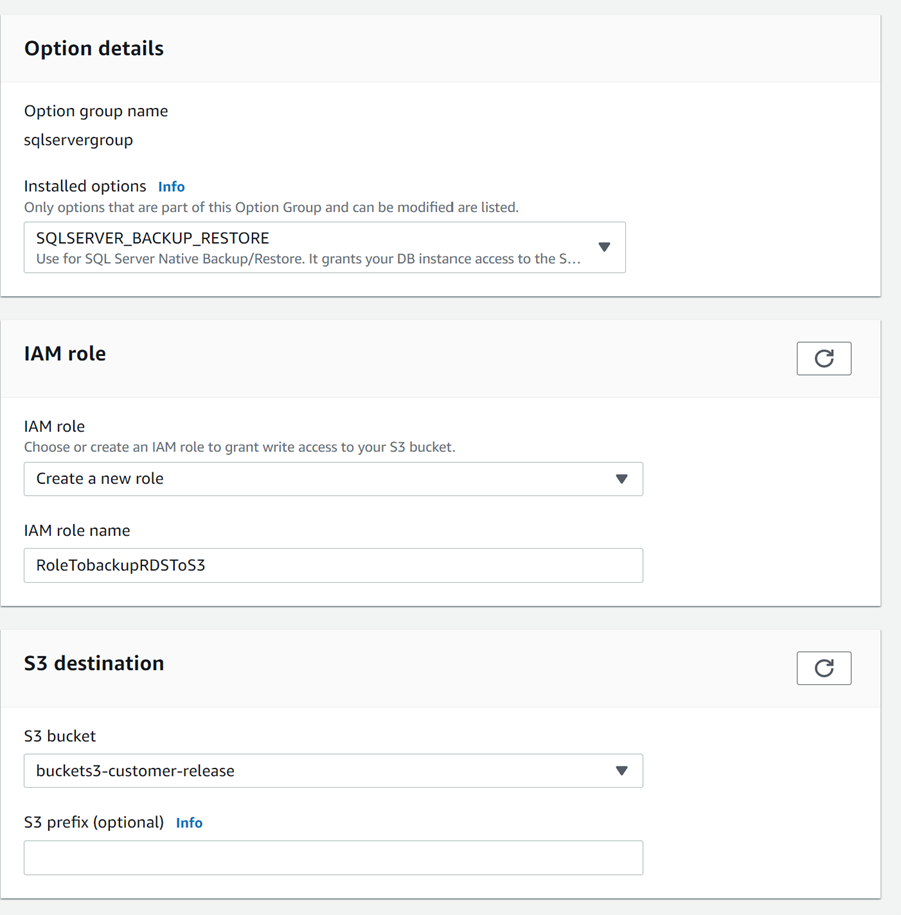 Option details
Option group name
sqlservergroup
Installed options Info
Only options that are part of this Option Group and can be modified are listed.
SQLSERVER_BACKUP_RESTORE
Use for SQL Server Native Backup/Restore. It grants your DB instance access to the S...
IAM role
IAM role
Choose or create an IAM role to grant write access to your S3 bucket.
Create a new role
IAM role name
RoleTobackupRDSToS3
S3 destination
S3 bucket
buckets3-customer-release
S3 prefix (optional) Info